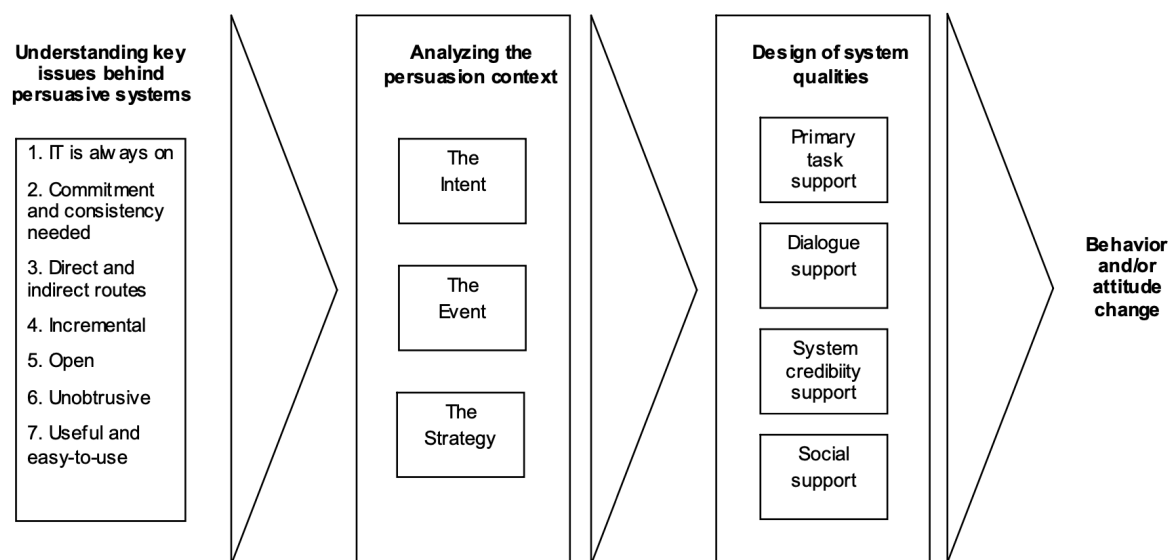 Understanding key
issues behind
persuasive systems
1. IT is always on
2. Commitment
and consistency
needed
3. Direct and
indirect routes
4. Incremental
5. Open
6. Unobtrusive
7. Useful and
easy-to-use
Analyzing the
persuasion context
The
Intent
The
Event
The
Strategy
Design of system
qualities
Primary
task
support
Dialogue
support
System
credibiity
support
Social
support
Behavior
and/or
attitude
change